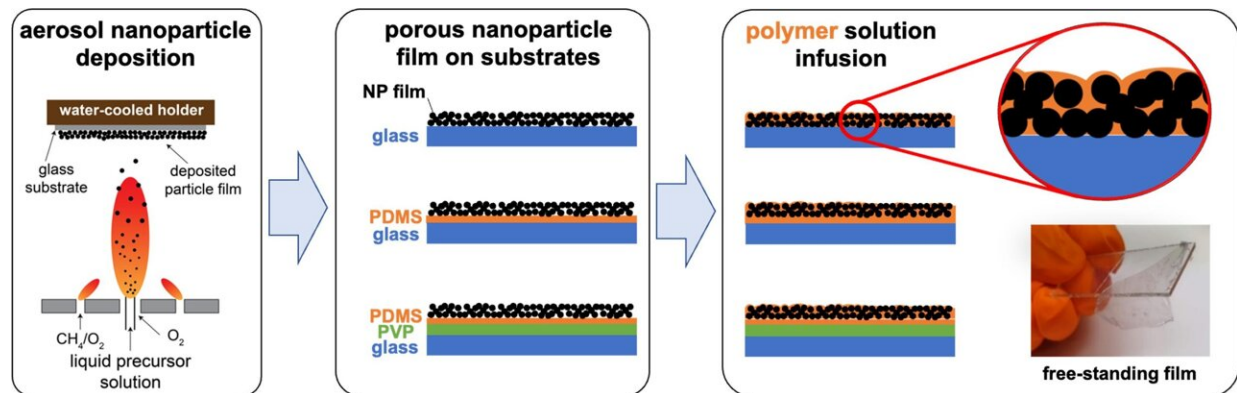 aerosol nanoparticle
deposition
water-cooled holder
glass
substrate
deposited
particle film
CH₄/O₂
O₂
liquid precursor
solution
porous nanoparticle
film on substrates
NP film
glass
PDMS
glass
PDMS
PVP
glass
polymer solution
infusion
free-standing film